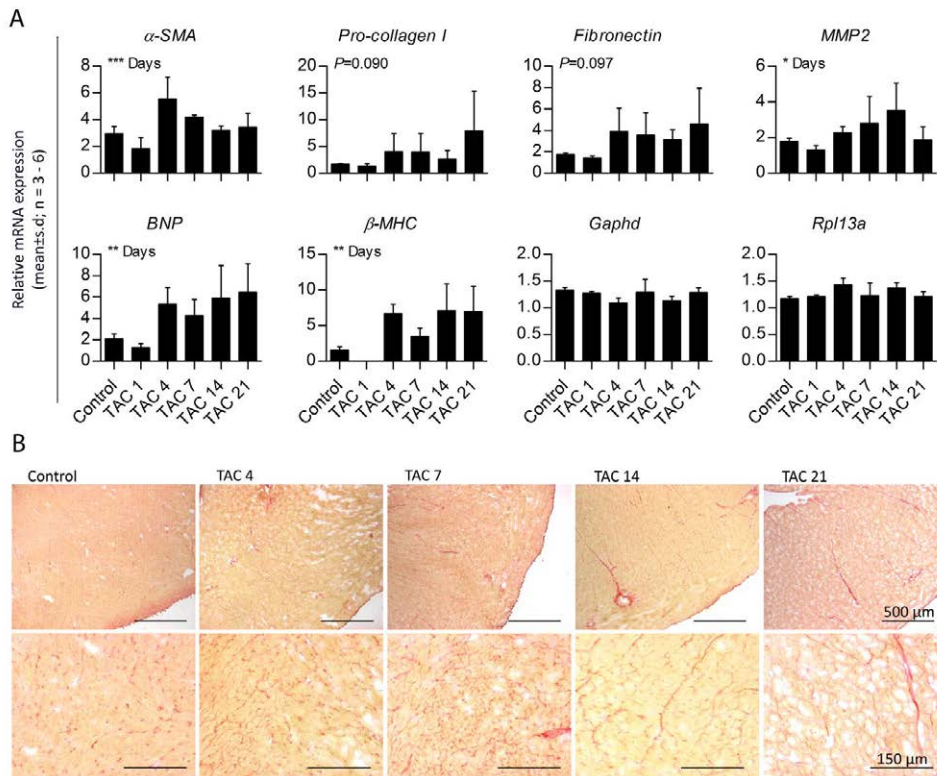 A
α-SMA
Pro-collagen I
Fibronectin
MMP2
*** Days
P=0.090
P=0.097
* Days
8
6
4
2
0
20
15
10
5
0
10
8
6
4
2
0
6
4
2
0
Relative mRNA expression
(mean±s.d; n = 3 - 6)
BNP
β-MHC
Gaphd
Rpl13a
** Days
** Days
10
8
6
4
2
0
15
10
5
0
2.0
1.5
1.0
0.5
0.0
2.0
1.5
1.0
0.5
0.0
Control
TAC 1
TAC 4
TAC 7
TAC 14
TAC 21
Control
TAC 1
TAC 4
TAC 7
TAC 14
TAC 21
Control
TAC 1
TAC 4
TAC 7
TAC 14
TAC 21
Control
TAC 1
TAC 4
TAC 7
TAC 14
TAC 21
B
Control
TAC 4
TAC 7
TAC 14
TAC 21
500 μm
150 μm